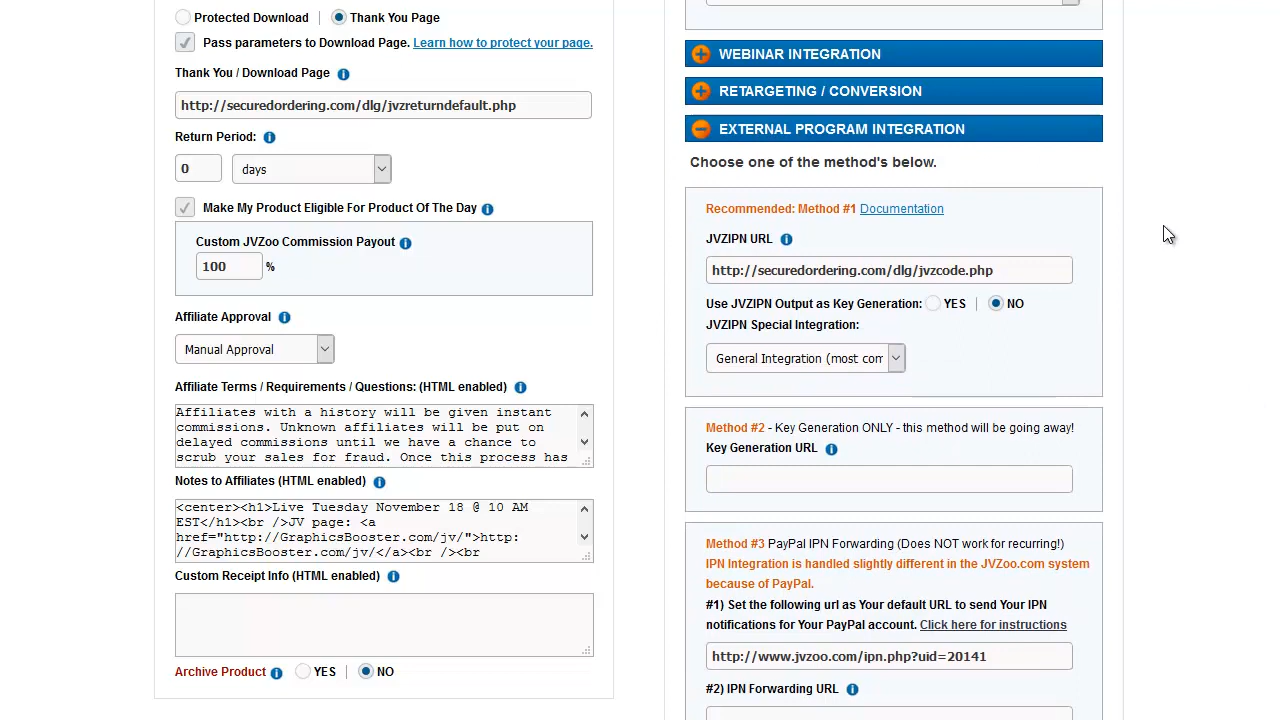 Protected Download | Thank You Page
Pass parameters to Download Page. Learn how to protect your page.
Thank You / Download Page
http://securedordering.com/dlg/jvzreturndefault.php
Return Period:
0 days
Make My Product Eligible For Product Of The Day
Custom JVZoo Commission Payout
100 %
Affiliate Approval
Manual Approval
Affiliate Terms / Requirements / Questions: (HTML enabled)
Affiliates with a history will be given instant
commissions. Unknown affiliates will be put on
delayed commissions until we have a chance to
scrub your sales for fraud. Once this process has
Notes to Affiliates (HTML enabled)
<center><h1>Live Tuesday November 18 @ 10 AM
EST</h1><br />JV page: <a
href="http://GraphicsBooster.com/jv/">http:
//GraphicsBooster.com/jv/</a><br /><br
Custom Receipt Info (HTML enabled)
Archive Product YES | NO
WEBINAR INTEGRATION
RETARGETING / CONVERSION
EXTERNAL PROGRAM INTEGRATION
Choose one of the method's below.
Recommended: Method #1 Documentation
JVZIPN URL
http://securedordering.com/dlg/jvzcode.php
Use JVZIPN Output as Key Generation: YES | NO
JVZIPN Special Integration:
General Integration (most com
Method #2 - Key Generation ONLY - this method will be going away!
Key Generation URL
Method #3 PayPal IPN Forwarding (Does NOT work for recurring!)
IPN Integration is handled slightly different in the JVZoo.com system
because of PayPal.
#1) Set the following url as Your default URL to send Your IPN
notifications for Your PayPal account. Click here for instructions
http://www.jvzoo.com/ipn.php?uid=20141
#2) IPN Forwarding URL